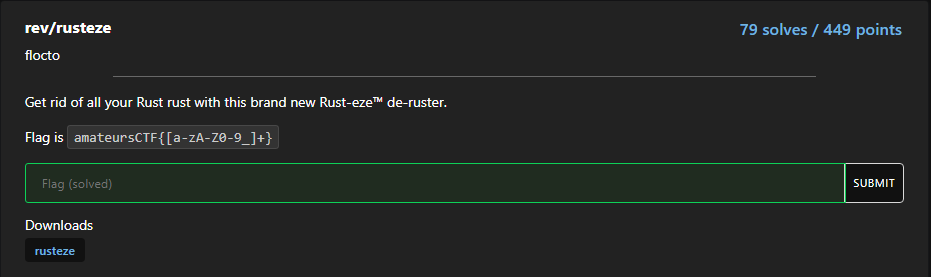 rev/rusteze
79 solves / 449 points
flocto
Get rid of all your Rust rust with this brand new Rust-eze™ de-ruster.
Flag is amateursCTF{[a-zA-Z0-9_]+}
Flag (solved)
SUBMIT
Downloads
rusteze